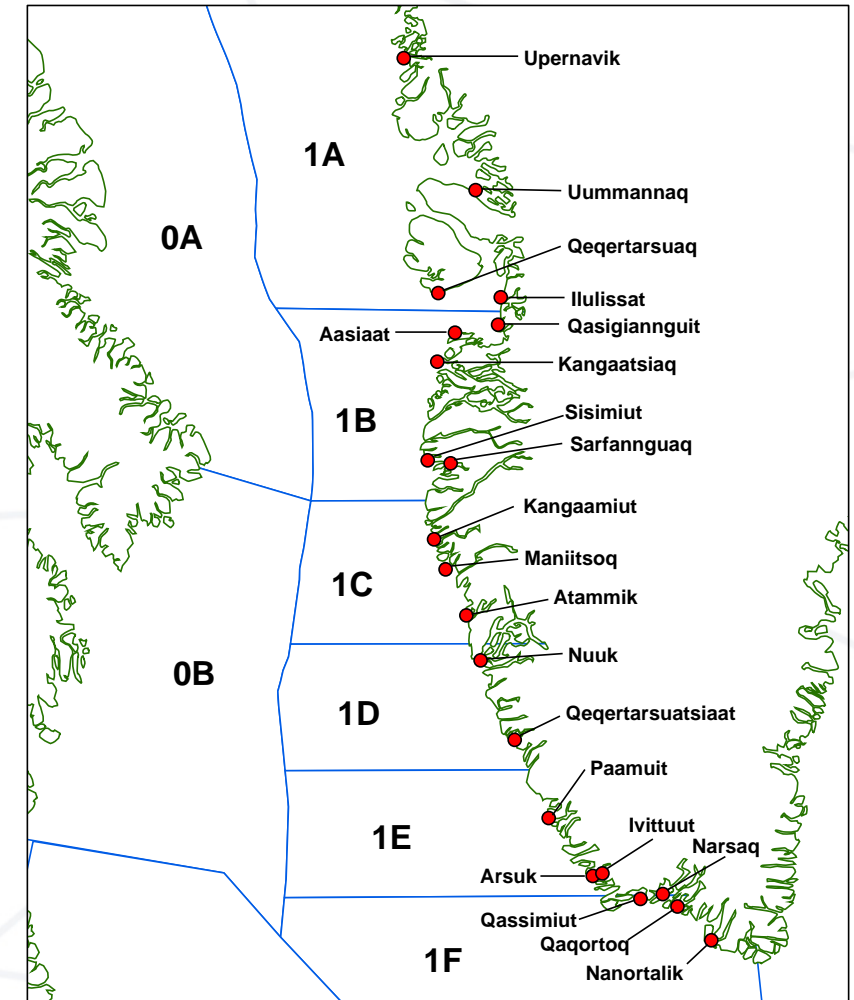 Upernavik
1A
Uummannaq
0A
Qeqertarsuaq
Ilulissat
Qasigiannguit
Aasiaat
Kangaatsiaq
1B
Sisimiut
Sarfannguaq
Kangaamiut
Maniitsoq
1C
Atammik
Nuuk
0B
1D
Qeqertarsuatsiaat
Paamuit
1E
Ivittuut
Narsaq
Arsuk
Qassimiut
Qaqortoq
1F
Nanortalik